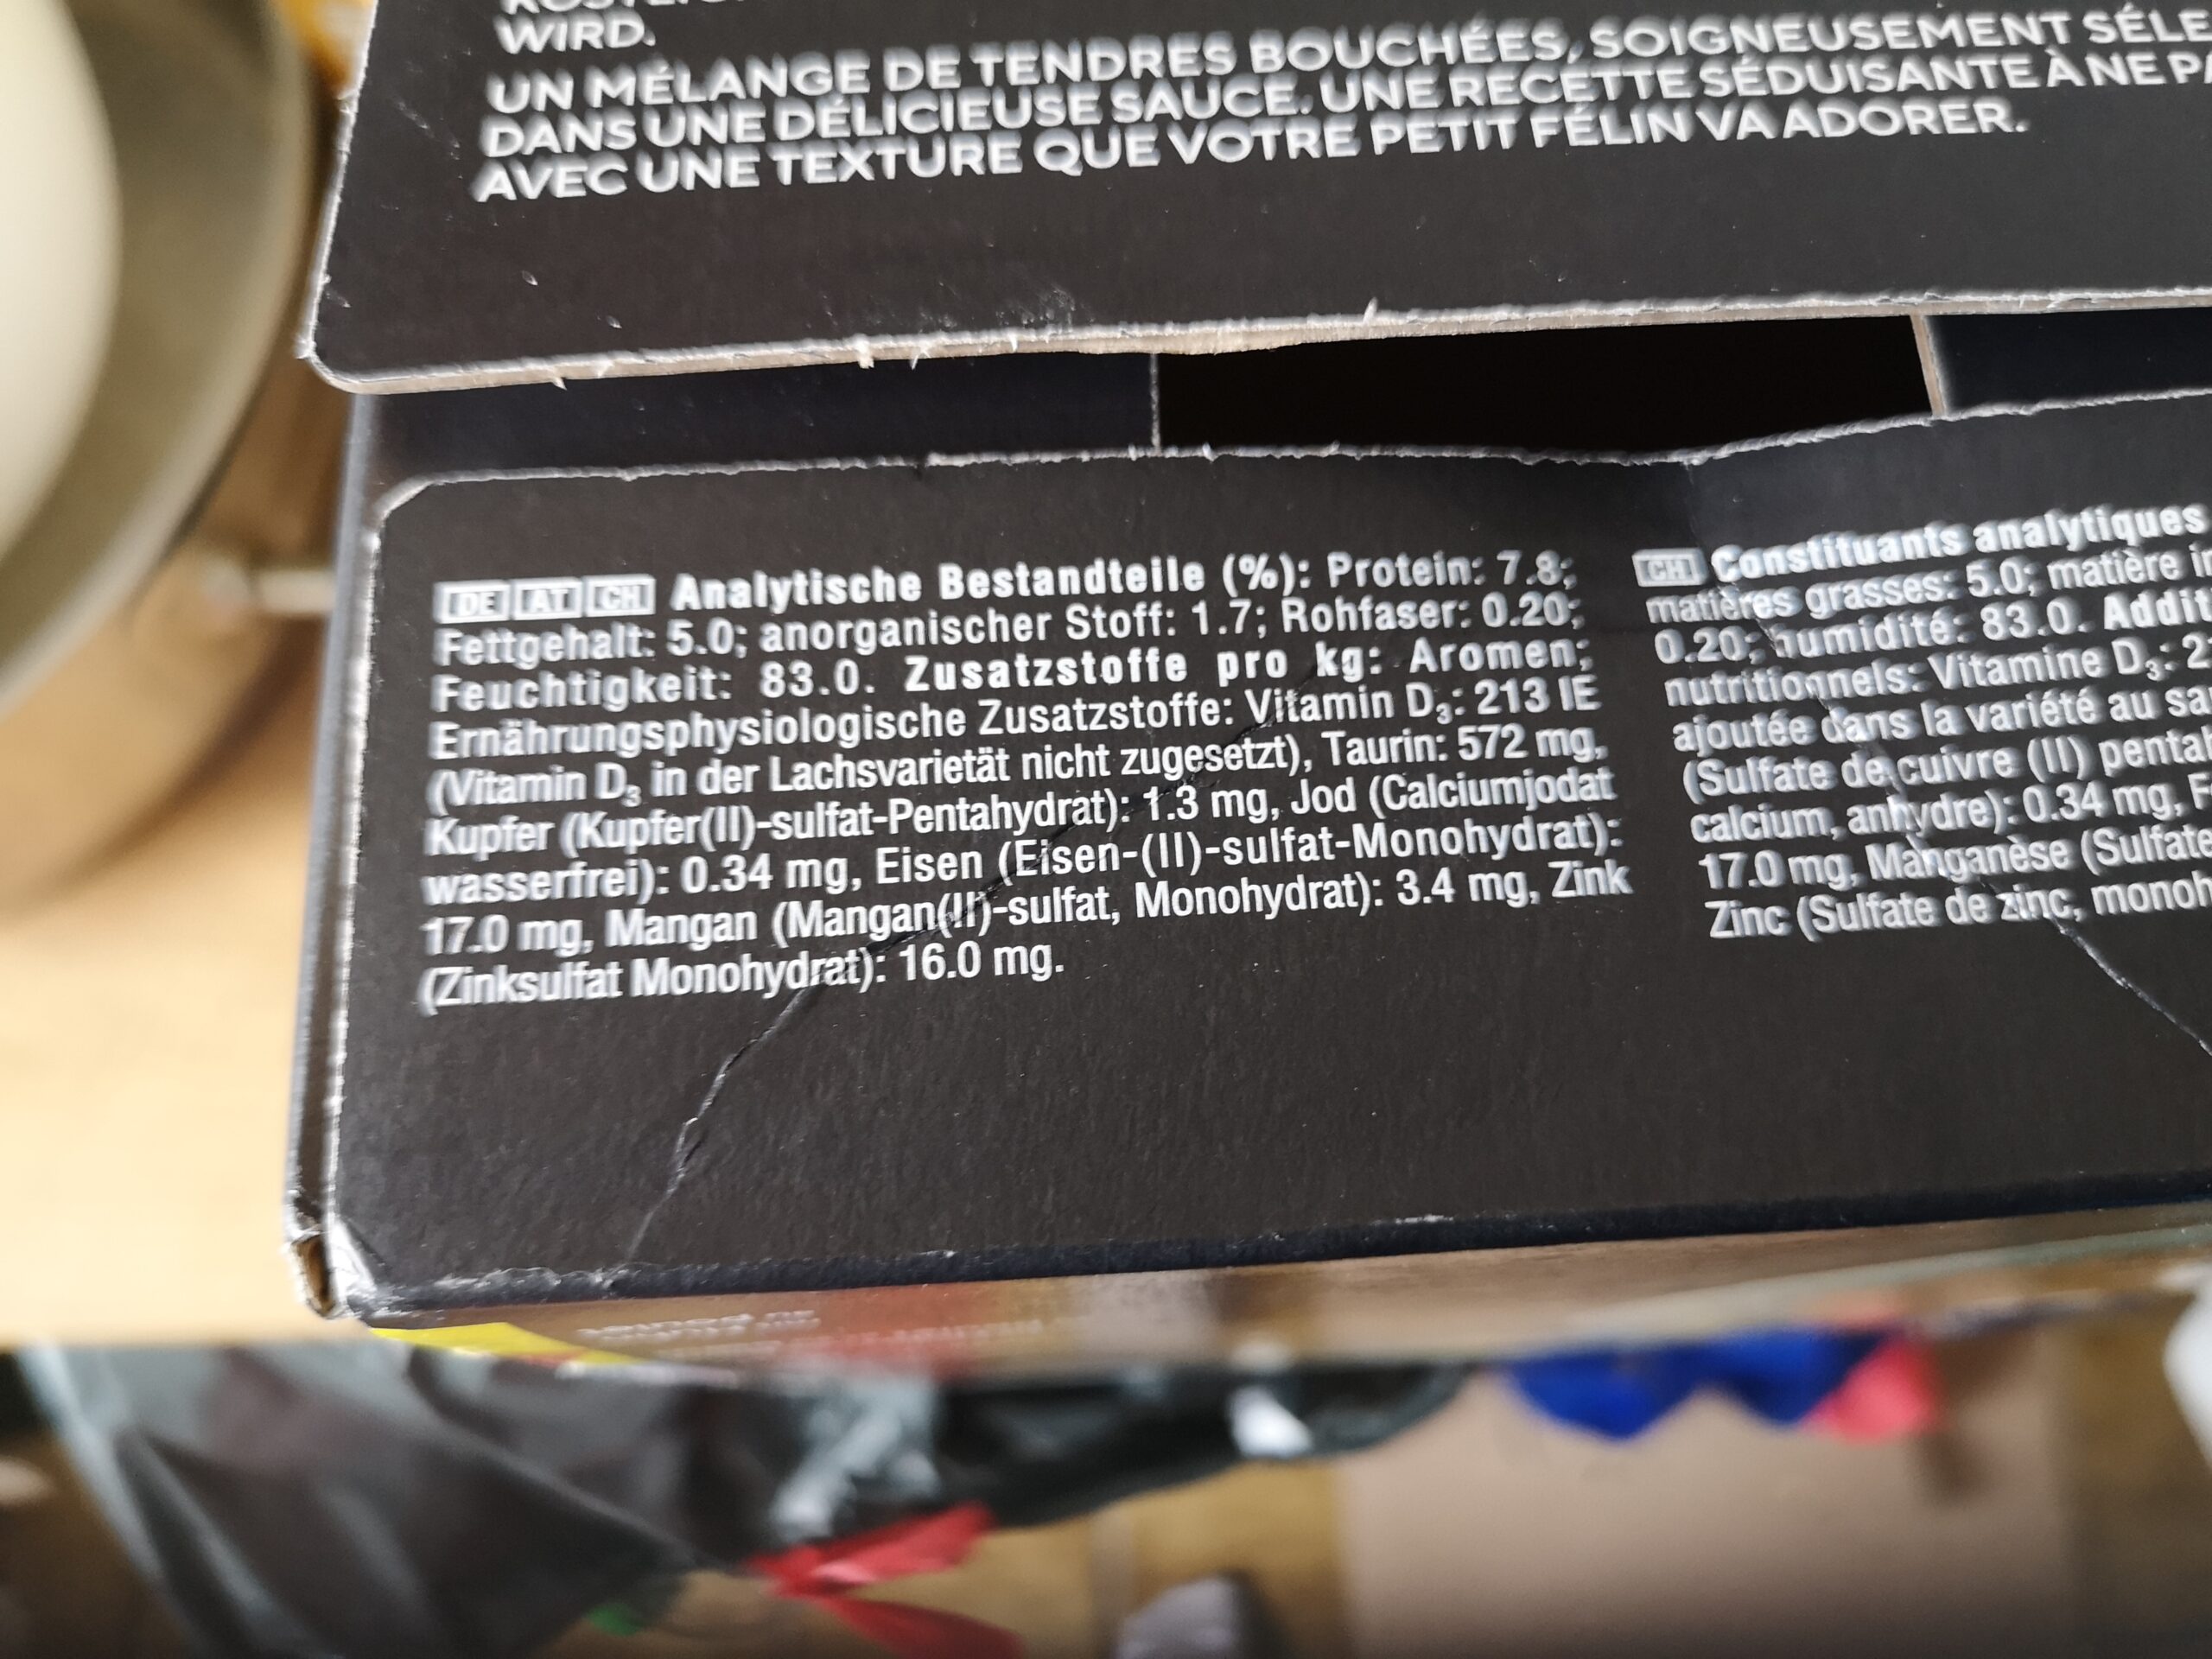 WIRD.
UN MÉLANGE DE TENDRES BOUCHÉES, SOIGNEUSEMENT
DANS UNE DÉLICIEUSE SAUCE. UNE RECETTE SÉDUISANTE À NE
AVEC UNE TEXTURE QUE VOTRE PETIT FÉLIN VA ADORER.
DE AT CH Analytische Bestandteile (%): Protein: 7.8;
Fettgehalt: 5.0; anorganischer Stoff: 1.7; Rohfaser: 0.20;
Feuchtigkeit: 83.0. Zusatzstoffe pro kg: Aromen;
Ernährungsphysiologische Zusatzstoffe: Vitamin D₃: 213 IE
(Vitamin D₃ in der Lachsvarietät nicht zugesetzt), Taurin: 572 mg,
Kupfer (Kupfer(II)-sulfat-Pentahydrat): 1.3 mg, Jod (Calciumjodat
wasserfrei): 0.34 mg, Eisen (Eisen-(II)-sulfat-Monohydrat):
17.0 mg, Mangan (Mangan(II)-sulfat, Monohydrat): 3.4 mg, Zink
(Zinksulfat Monohydrat): 16.0 mg.
CH Constituants analytiques
matières grasses: 5.0; matière
0.20; humidité: 83.0.
nutritionnels: Vitamine D₃:
ajoutée dans la variété au
(Sulfate de cuivre (II)
calcium, anhydre): 0.34 mg,
17.0 mg, Manganèse (Sulfate
Zinc (Sulfate de zinc,